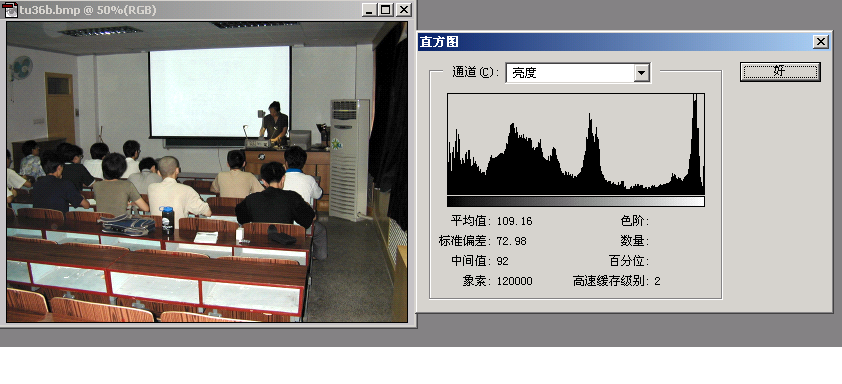 tu36b.bmp @ 50%(RGB)
直方图
通道(C): 亮度
好
平均值: 109.16 色阶:
标准偏差: 72.98 数量:
中间值: 92 百分位:
象素: 120000 高速缓存级别: 2